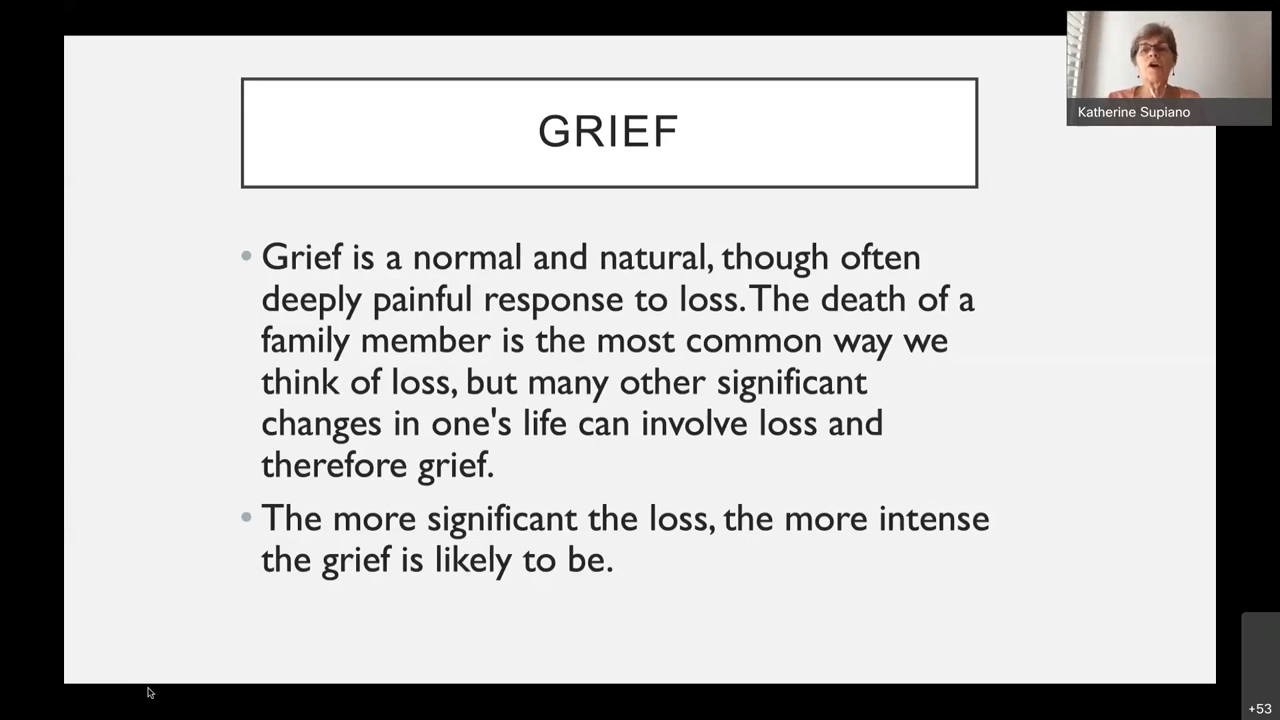 GRIEF
Katherine Supiano
• Grief is a normal and natural, though often
deeply painful response to loss. The death of a
family member is the most common way we
think of loss, but many other significant
changes in one's life can involve loss and
therefore grief.
• The more significant the loss, the more intense
the grief is likely to be.
+53